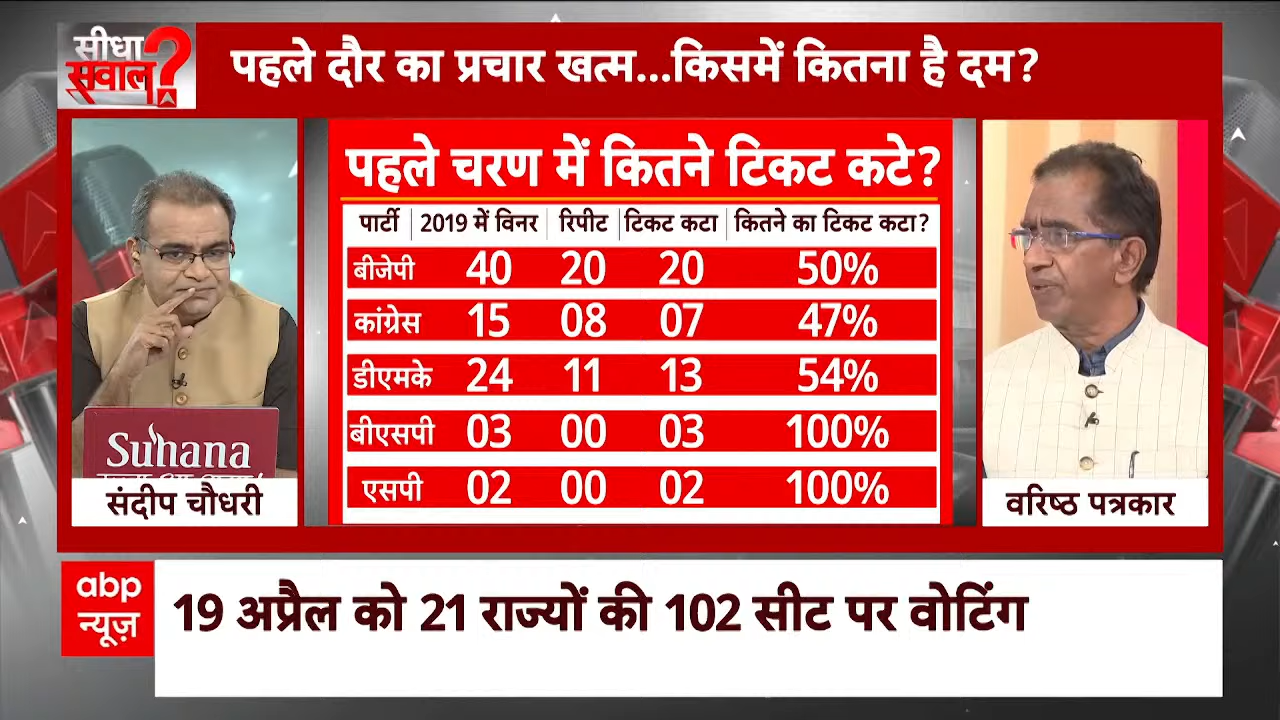 सीधा
सवाल?
पहले दौर का प्रचार खत्म...किसमें कितना है दम?
पहले चरण में कितने टिकट कटे?
पार्टी 2019 में विनर रिपीट टिकट कटा कितने का टिकट कटा?
बीजेपी 40 20 20 50%
कांग्रेस 15 08 07 47%
डीएमके 24 11 13 54%
बीएसपी 03 00 03 100%
एसपी 02 00 02 100%
Suhana
संदीप चौधरी
वरिष्ठ पत्रकार
abp
न्यूज़
19 अप्रैल को 21 राज्यों की 102 सीट पर वोटिंग